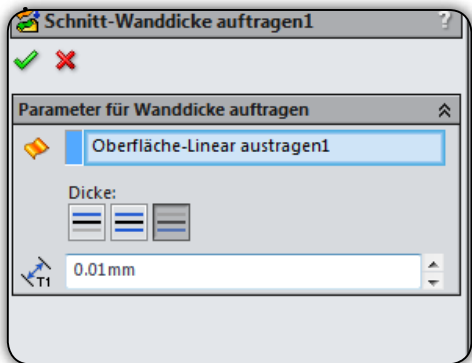 Schnitt-Wanddicke auftragen1 ?
Parameter für Wanddicke auftragen
Oberfläche-Linear austragen1
Dicke:
T1 0.01mm